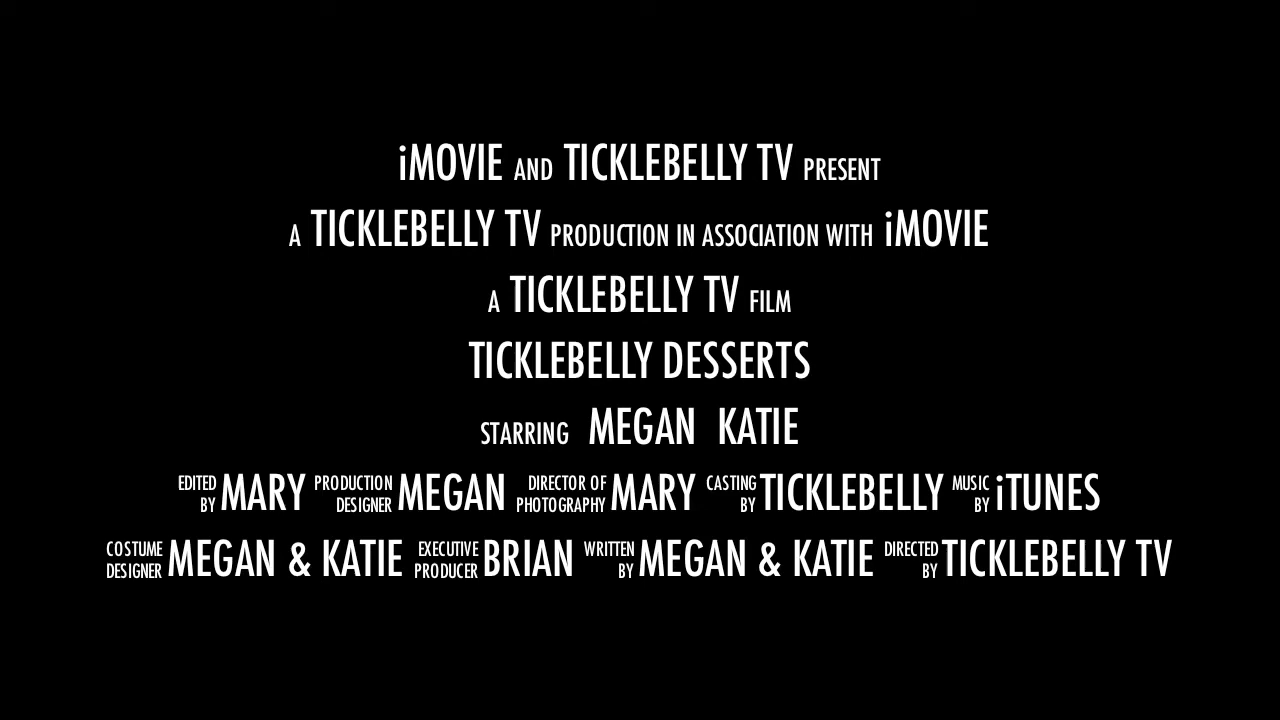 iMOVIE AND TICKLEBELLY TV PRESENT
A TICKLEBELLY TV PRODUCTION IN ASSOCIATION WITH iMOVIE
A TICKLEBELLY TV FILM
TICKLEBELLY DESSERTS
STARRING MEGAN KATIE
EDITED BY MARY PRODUCTION DESIGNER MEGAN DIRECTOR OF PHOTOGRAPHY MARY CASTING BY TICKLEBELLY MUSIC BY iTUNES
COSTUME DESIGNER MEGAN & KATIE EXECUTIVE PRODUCER BRIAN WRITTEN BY MEGAN & KATIE DIRECTED BY TICKLEBELLY TV